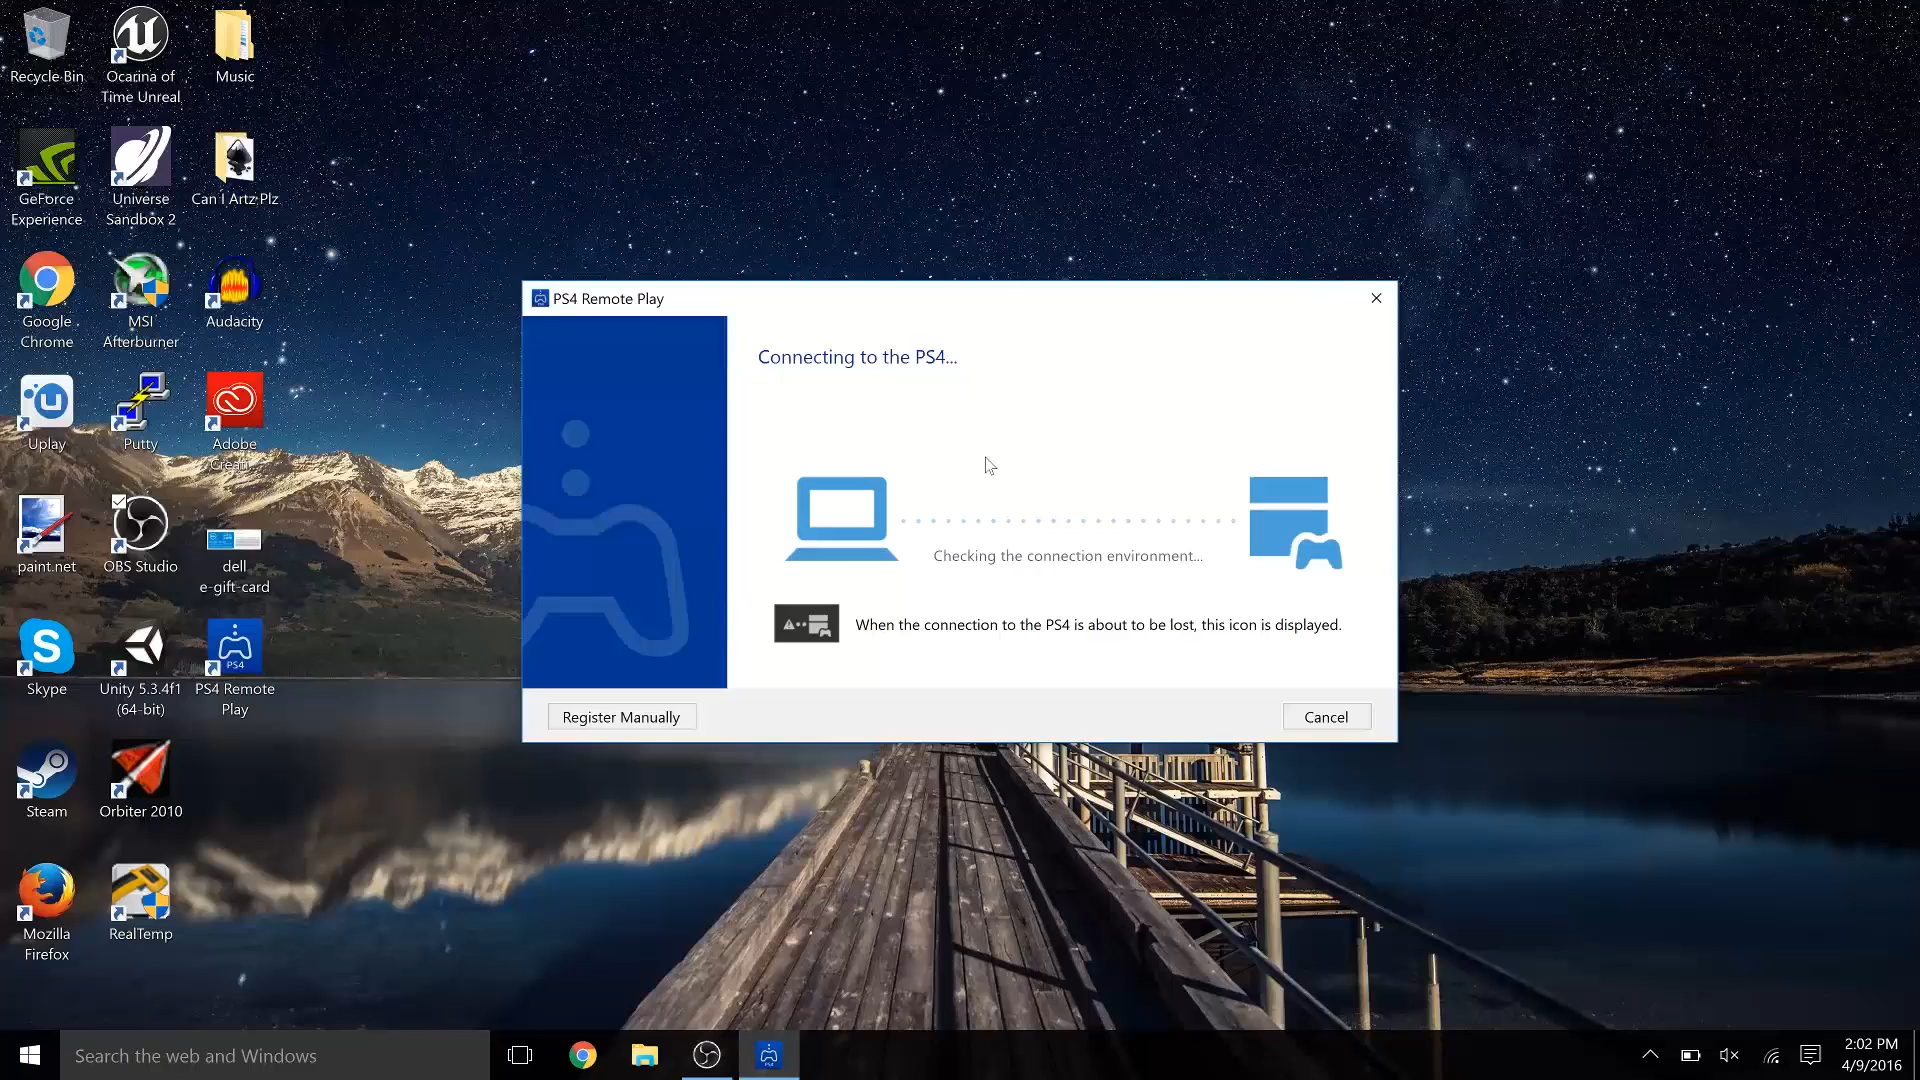 Recycle Bin
Ocarina of
Time Unreal
Music
GeForce
Experience
Universe
Sandbox 2
Can I Artz Plz
Google
Chrome
MSI
Afterburner
Audacity
Uplay
Putty
Adobe
Creati...
paint.net
OBS Studio
dell
e-gift-card
Skype
Unity 5.3.4f1
(64-bit)
PS4
PS4 Remote
Play
Steam
Orbiter 2010
Mozilla
Firefox
RealTemp
PS4 Remote Play
Connecting to the PS4...
Checking the connection environment...
When the connection to the PS4 is about to be lost, this icon is displayed.
Register Manually
Cancel
Search the web and Windows
2:02 PM
4/9/2016